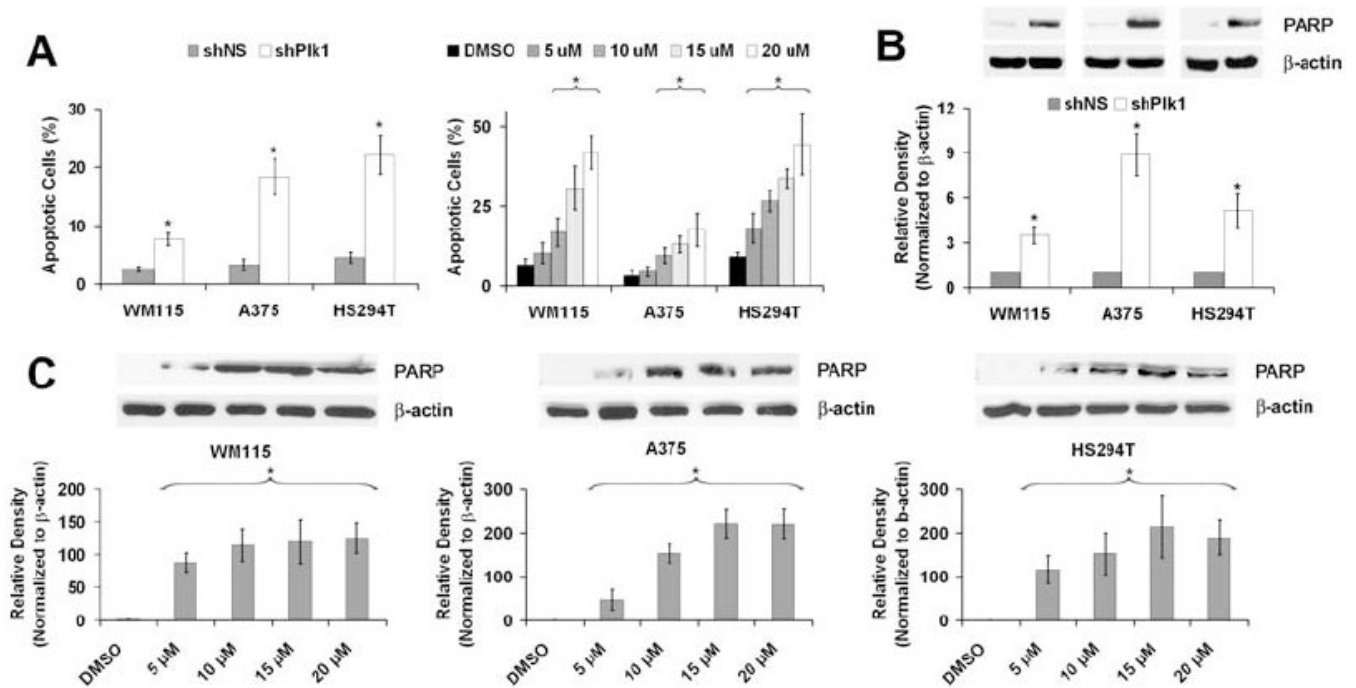 A
shNS shPlk1
Apoptotic Cells (%)
30
20
10
0
WM115 A375 HS294T
DMSO 5 uM 10 uM 15 uM 20 uM
* * *
Apoptotic Cells (%)
50
25
0
WM115 A375 HS294T
B
PARP
β-actin
shNS shPlk1
Relative Density
(Normalized to β-actin)
12
9
6
3
0
* * *
WM115 A375 HS294T
C
PARP
β-actin
WM115
*
Relative Density
(Normalized to β-actin)
200
150
100
50
0
DMSO 5 µM 10 µM 15 µM 20 µM
PARP
β-actin
A375
*
Relative Density
(Normalized to β-actin)
300
200
100
0
DMSO 5 µM 10 µM 15 µM 20 µM
PARP
β-actin
HS294T
*
Relative Density
(Normalized to b-actin)
300
200
100
0
DMSO 5 µM 10 µM 15 µM 20 µM